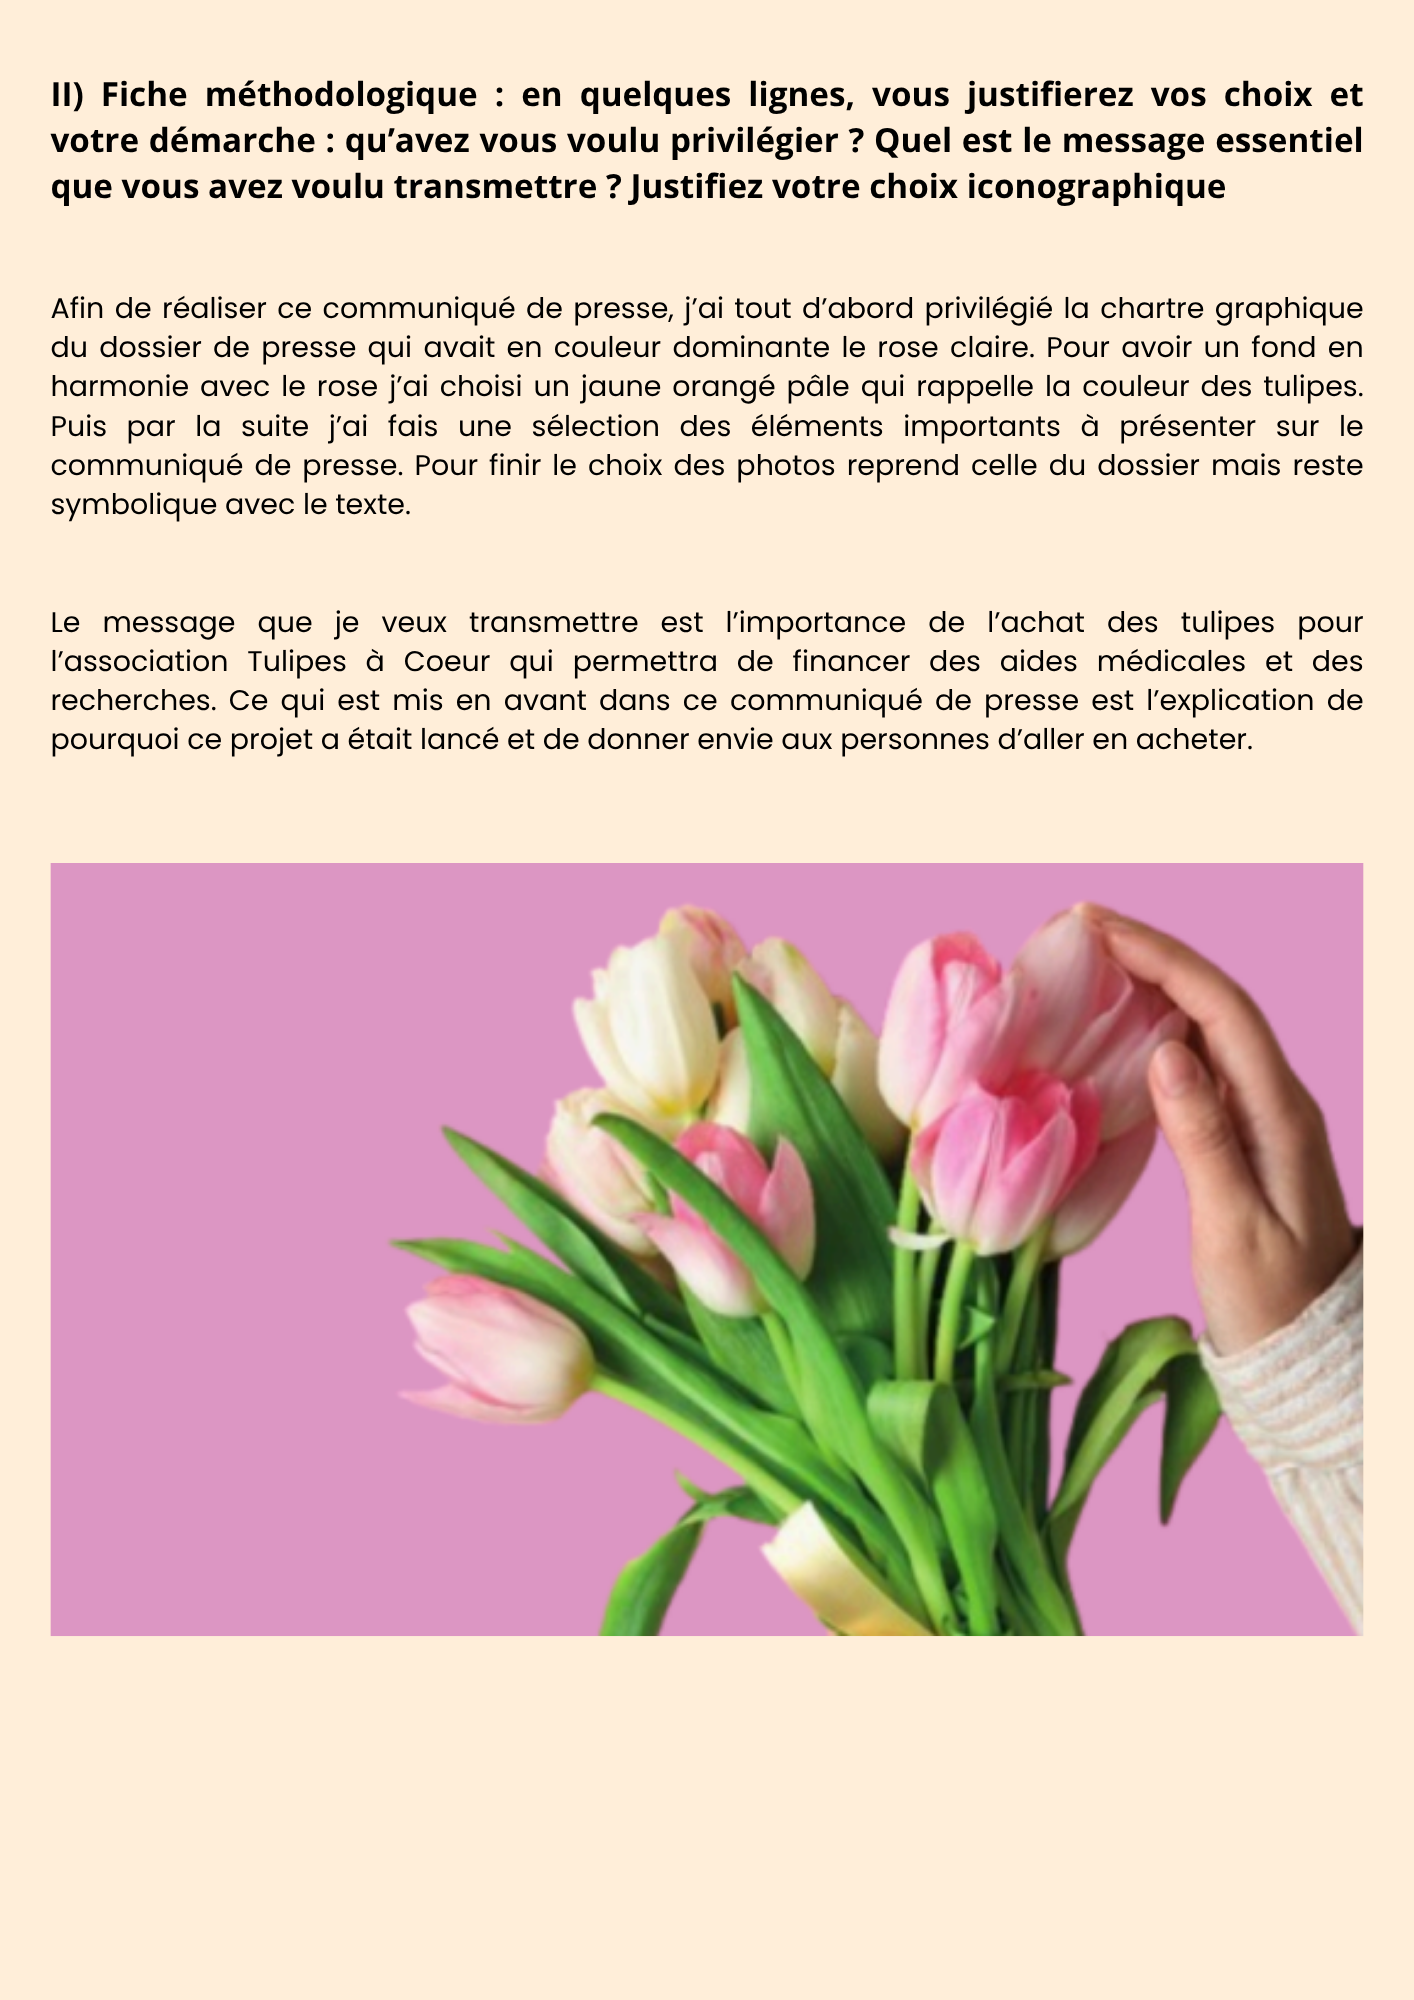 II) Fiche méthodologique : en quelques lignes, vous justifierez vos choix et
votre démarche : qu’avez vous voulu privilégier ? Quel est le message essentiel
que vous avez voulu transmettre ? Justifiez votre choix iconographique
Afin de réaliser ce communiqué de presse, j’ai tout d’abord privilégié la chartre graphique
du dossier de presse qui avait en couleur dominante le rose claire. Pour avoir un fond en
harmonie avec le rose j’ai choisi un jaune orangé pâle qui rappelle la couleur des tulipes.
Puis par la suite j’ai fais une sélection des éléments importants à présenter sur le
communiqué de presse. Pour finir le choix des photos reprend celle du dossier mais reste
symbolique avec le texte.
Le message que je veux transmettre est l’importance de l’achat des tulipes pour
l’association Tulipes à Coeur qui permettra de financer des aides médicales et des
recherches. Ce qui est mis en avant dans ce communiqué de presse est l’explication de
pourquoi ce projet a était lancé et de donner envie aux personnes d’aller en acheter.